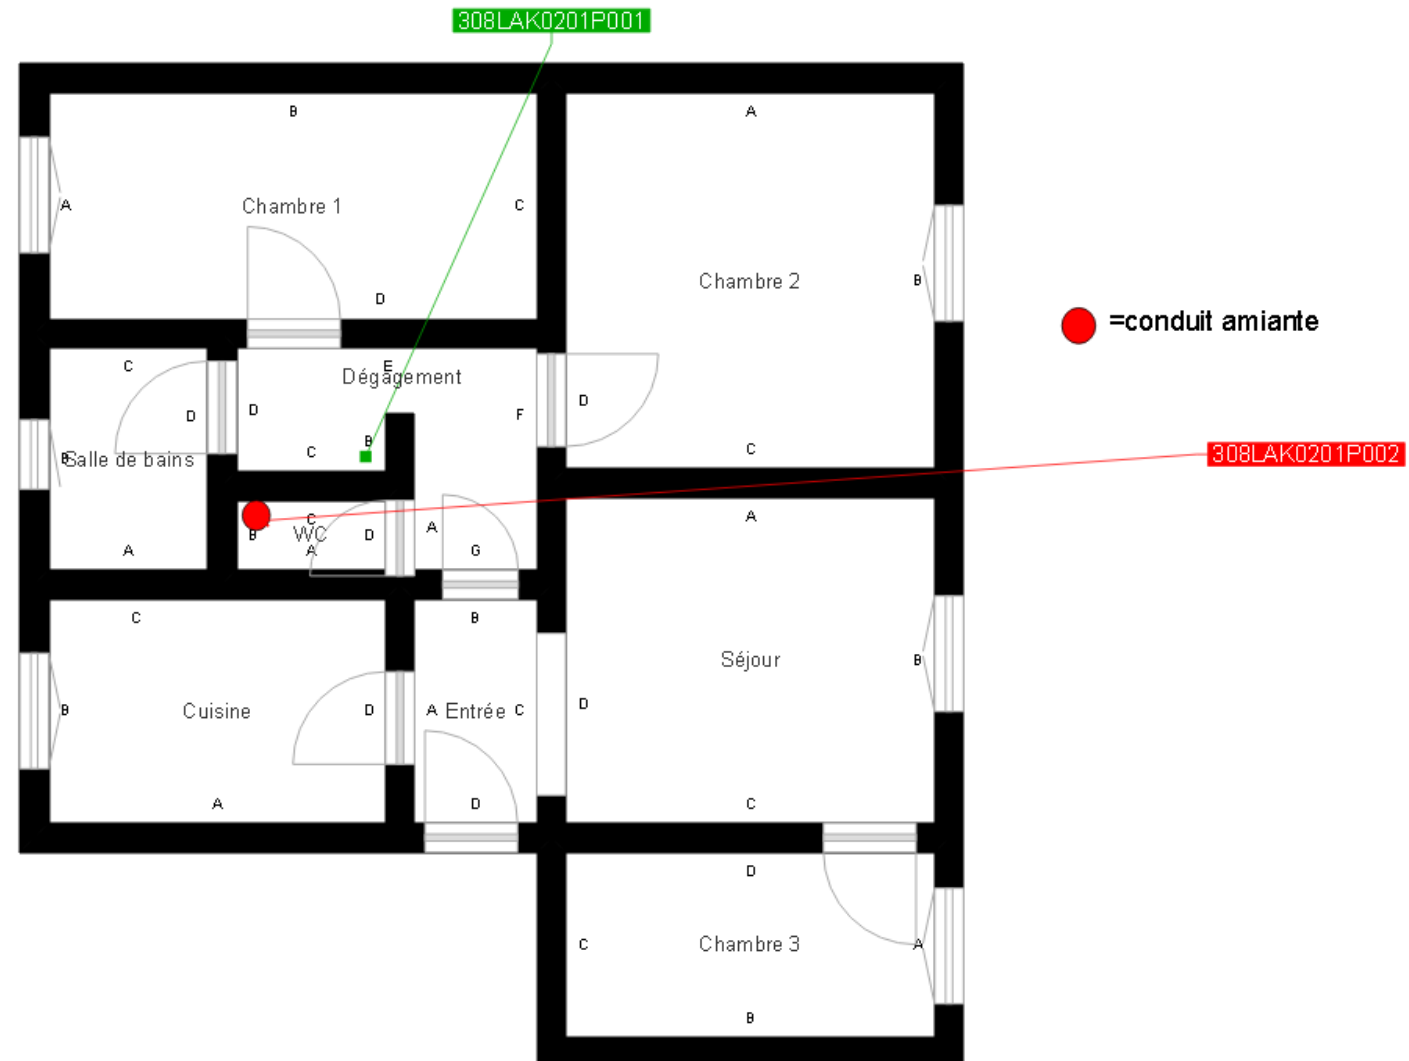 308LAK0201P001
B
A
A
Chambre 1
C
Chambre 2
B
D
=conduit amiante
C
E
Dégagement
D
D
D
F
B
C
C
B
Salle de bains
308LAK0201P002
C
A
B
WC
D
A
A
A
G
C
B
Séjour
B
B
Cuisine
D
A
Entrée
C
D
A
D
C
D
C
Chambre 3
A
B